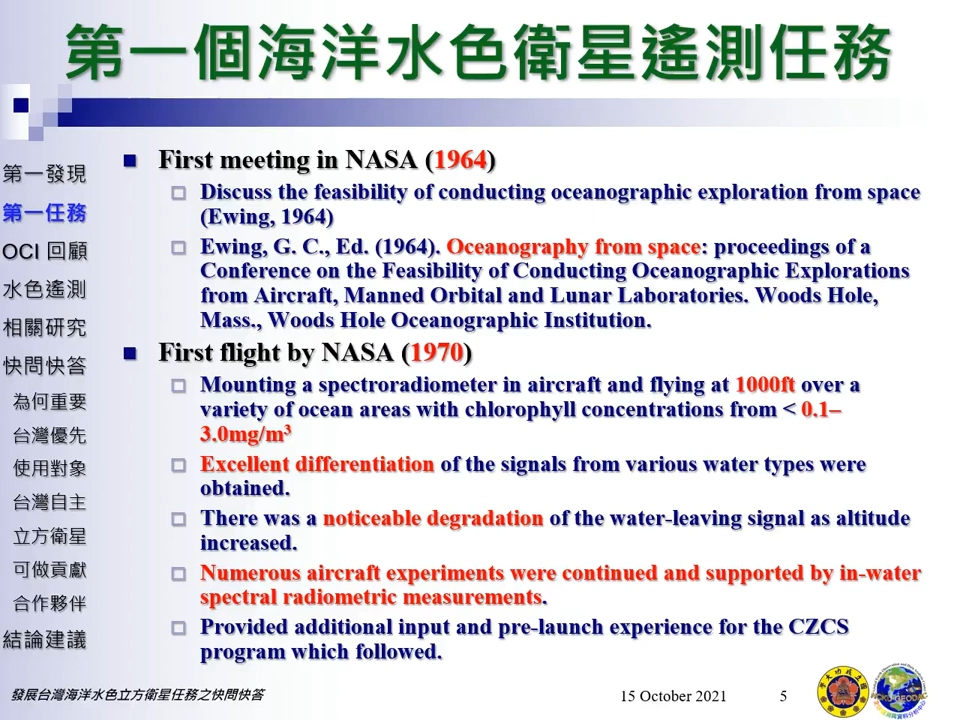 第一個海洋水色衛星遙測任務
第一發現
第一任務
OCI 回顧
水色遙測
相關研究
快問快答
為何重要
台灣優先
使用對象
台灣自主
立方衛星
可做貢獻
合作夥伴
結論建議
First meeting in NASA (1964)
Discuss the feasibility of conducting oceanographic exploration from space
(Ewing, 1964)
Ewing, G. C., Ed. (1964). Oceanography from space: proceedings of a
Conference on the Feasibility of Conducting Oceanographic Explorations
from Aircraft, Manned Orbital and Lunar Laboratories. Woods Hole,
Mass., Woods Hole Oceanographic Institution.
First flight by NASA (1970)
Mounting a spectroradiometer in aircraft and flying at 1000ft over a
variety of ocean areas with chlorophyll concentrations from < 0.1–
3.0mg/m³
Excellent differentiation of the signals from various water types were
obtained.
There was a noticeable degradation of the water-leaving signal as altitude
increased.
Numerous aircraft experiments were continued and supported by in-water
spectral radiometric measurements.
Provided additional input and pre-launch experience for the CZCS
program which followed.
發展台灣海洋水色立方衛星任務之快問快答
15 October 2021
5